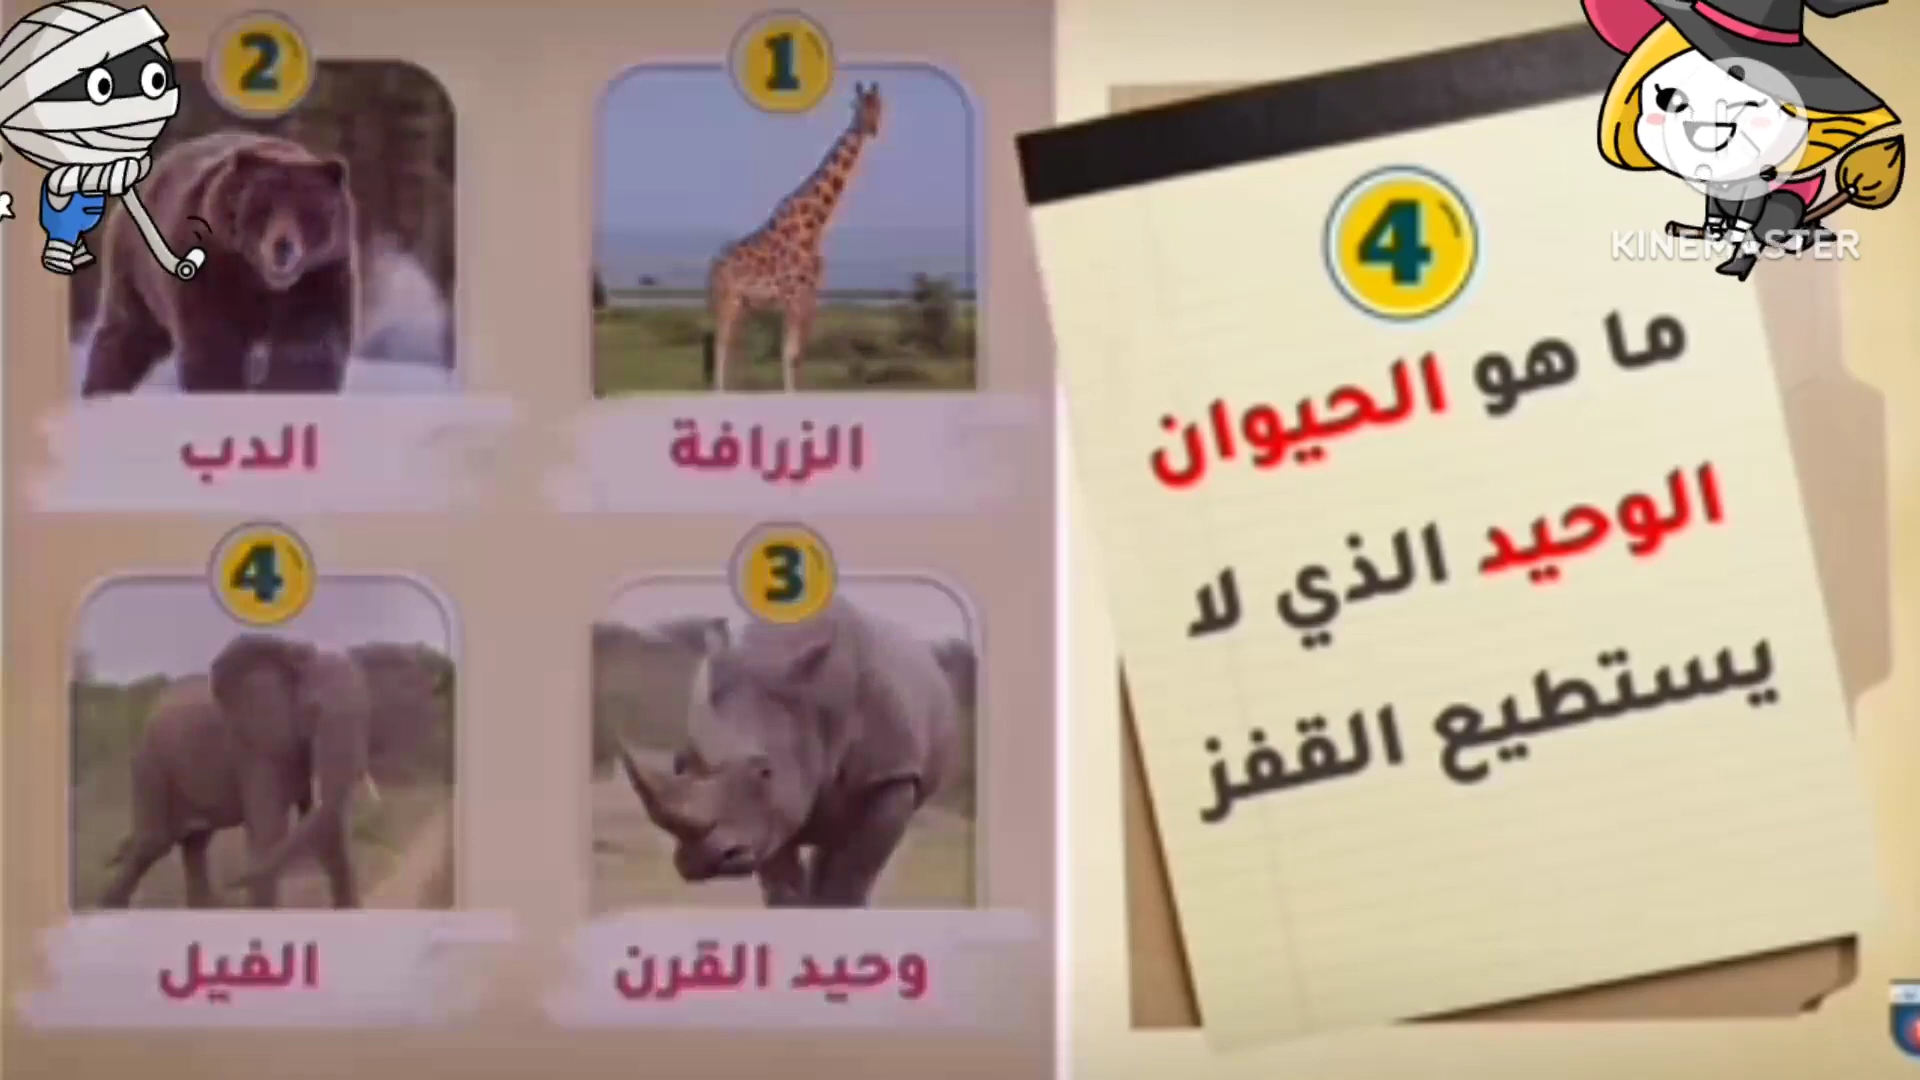 4
ما هو الحيوان
الوحيد الذي لا
يستطيع القفز
1
الزرافة
2
الدب
3
وحيد القرن
4
الفيل
KINEMASTER